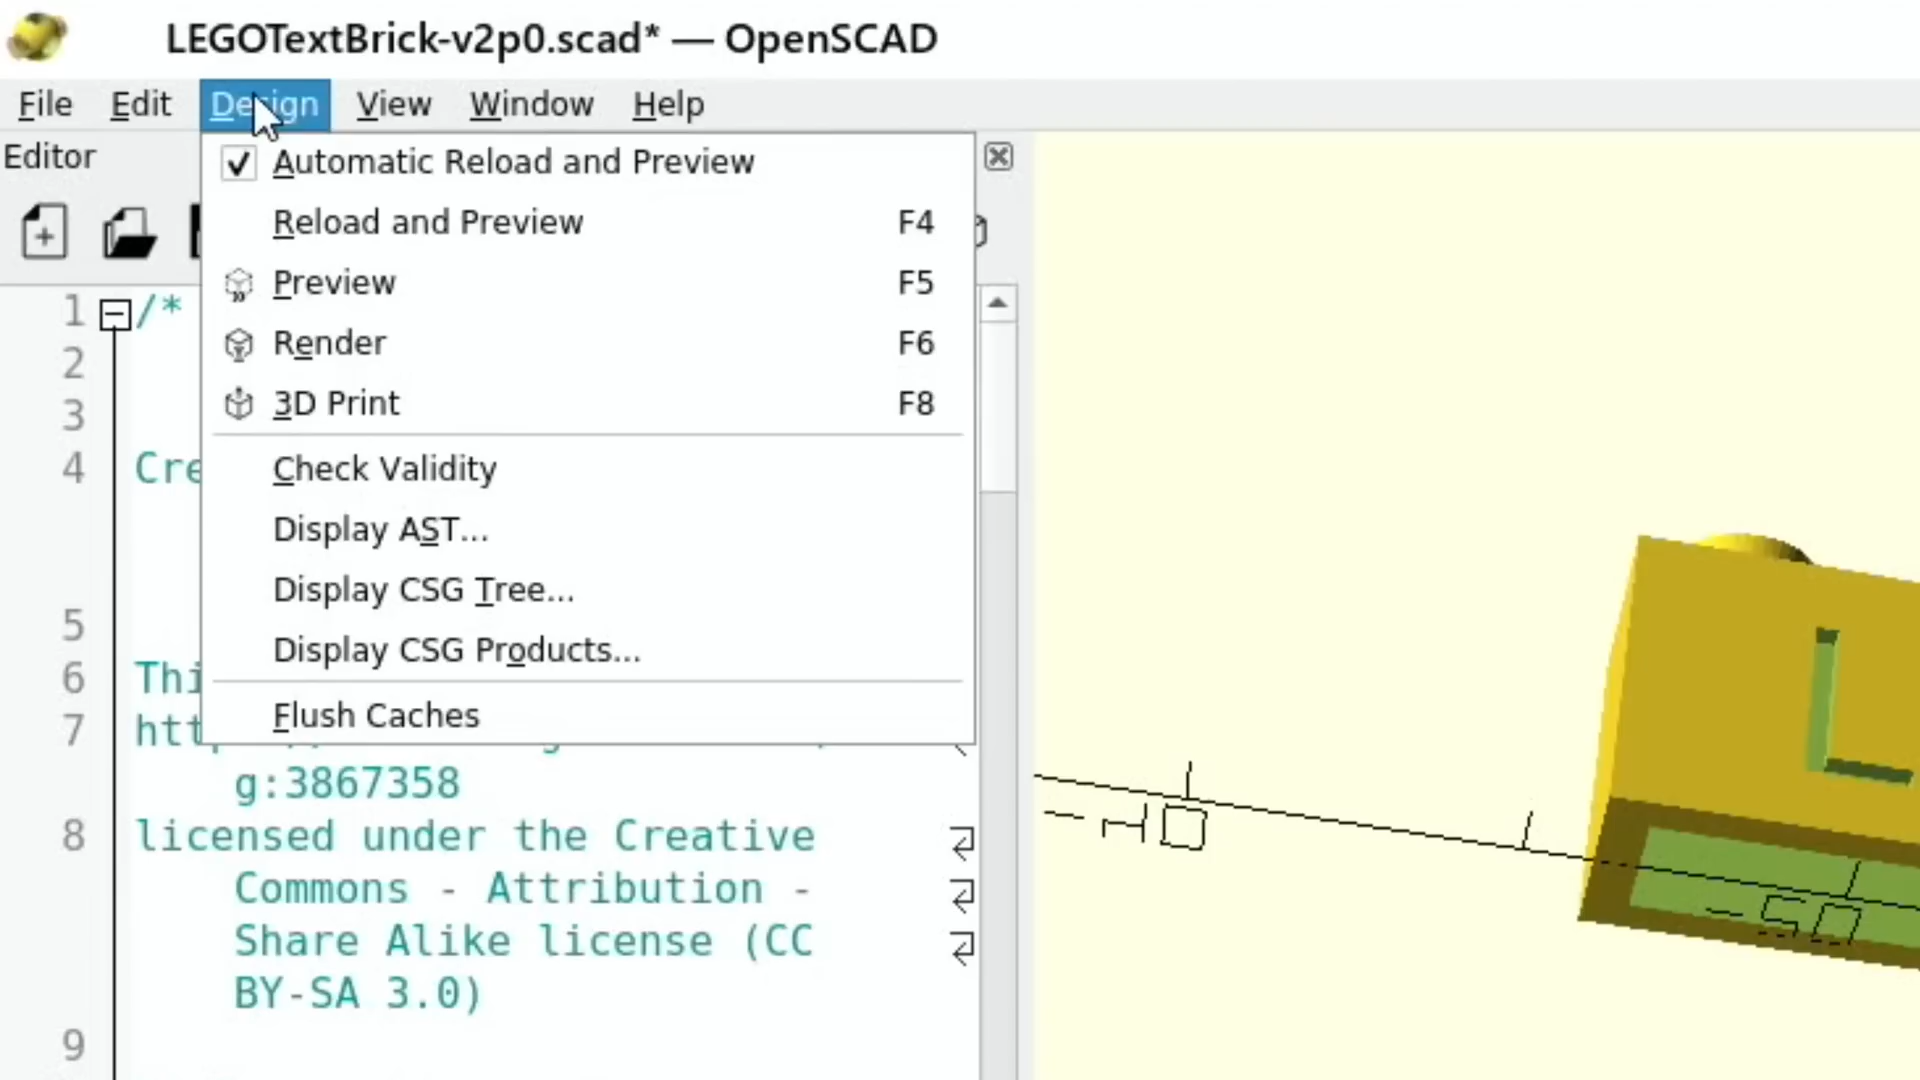 LEGOTextBrick-v2p0.scad* — OpenSCAD
File Edit Design View Window Help
Editor
Automatic Reload and Preview
Reload and Preview F4
Preview F5
Render F6
3D Print F8
Check Validity
Display AST...
Display CSG Tree...
Display CSG Products...
Flush Caches
1 /*
2
3
4 Cre
5
6 Thi
7 htt
g:3867358
8 licensed under the Creative
Commons - Attribution -
Share Alike license (CC
BY-SA 3.0)
9
-10
-50
L